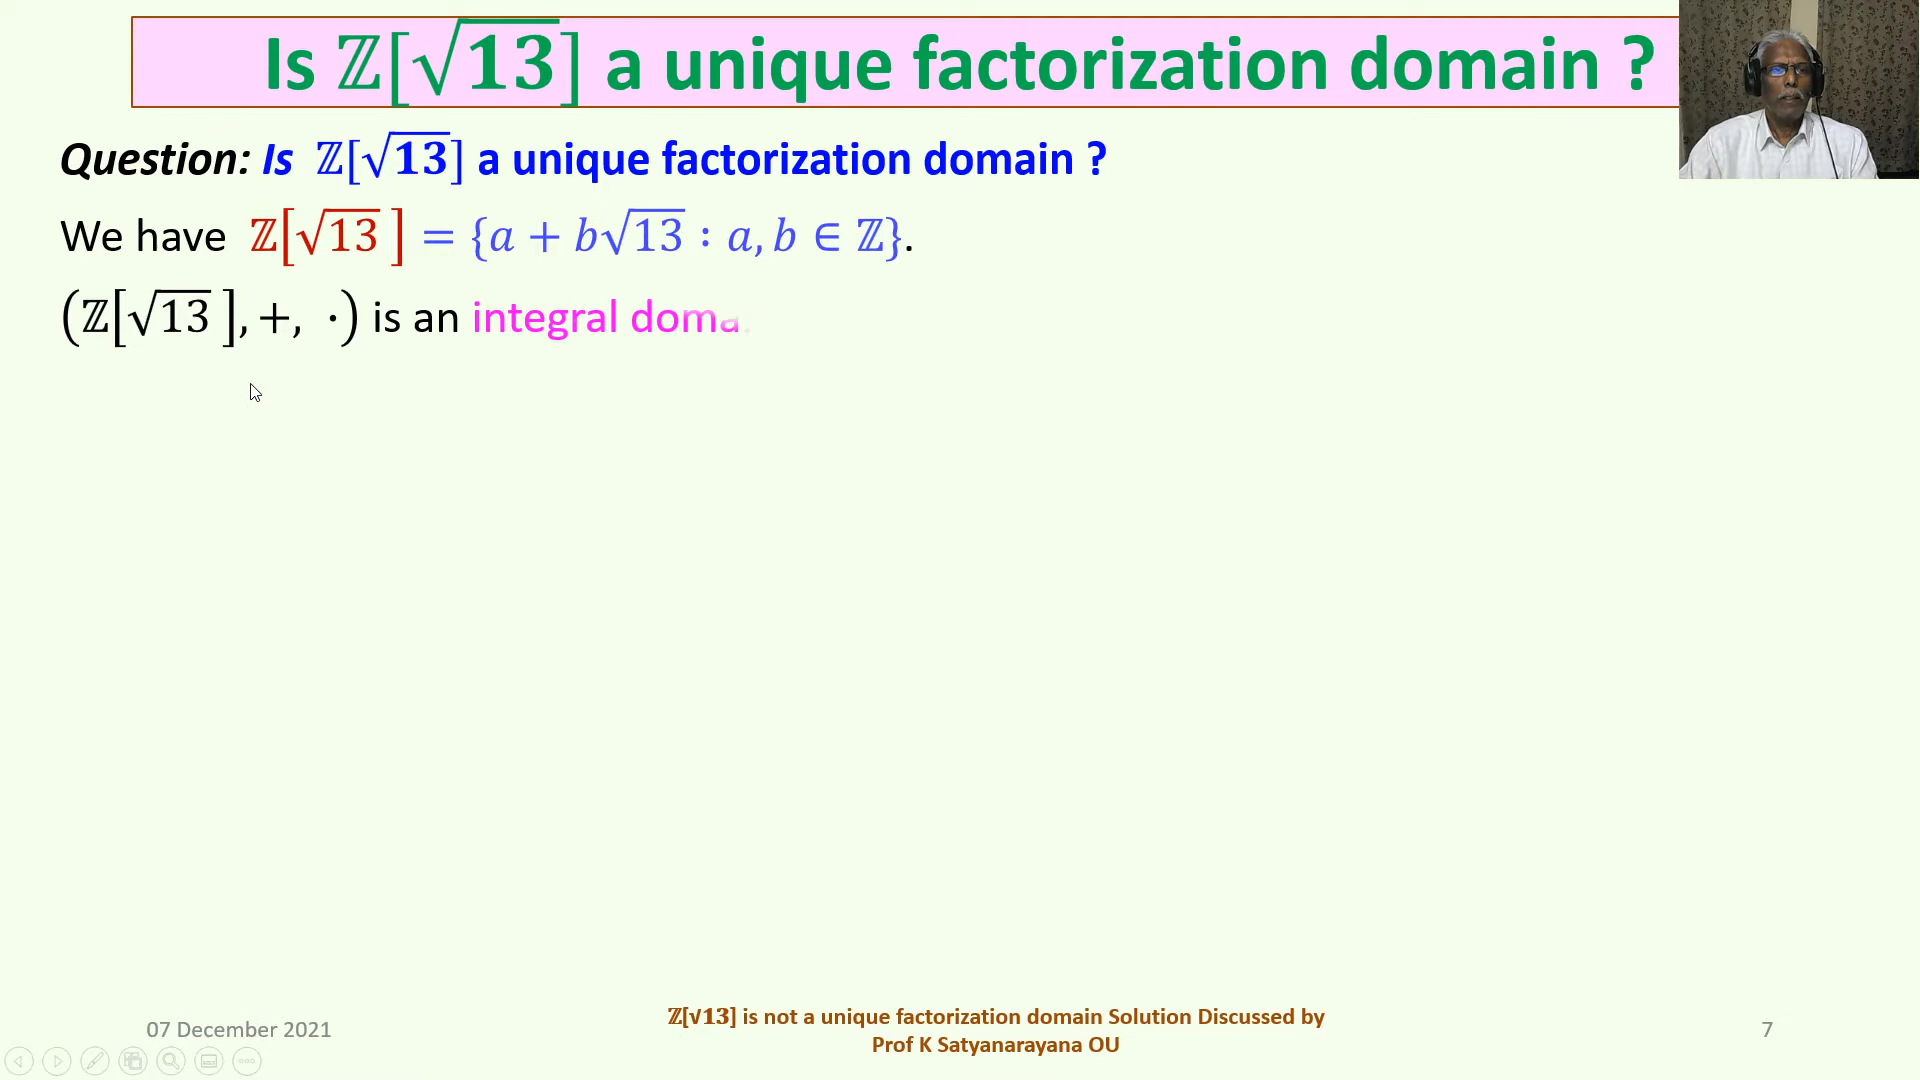 Is ℤ[√13] a unique factorization domain ?
Question: Is ℤ[√13] a unique factorization domain ?
We have ℤ[√13 ] = {a + b√13 : a, b ∈ ℤ}.
(ℤ[√13 ], +, ·) is an integral doma
07 December 2021
ℤ[√13] is not a unique factorization domain Solution Discussed by
Prof K Satyanarayana OU
7